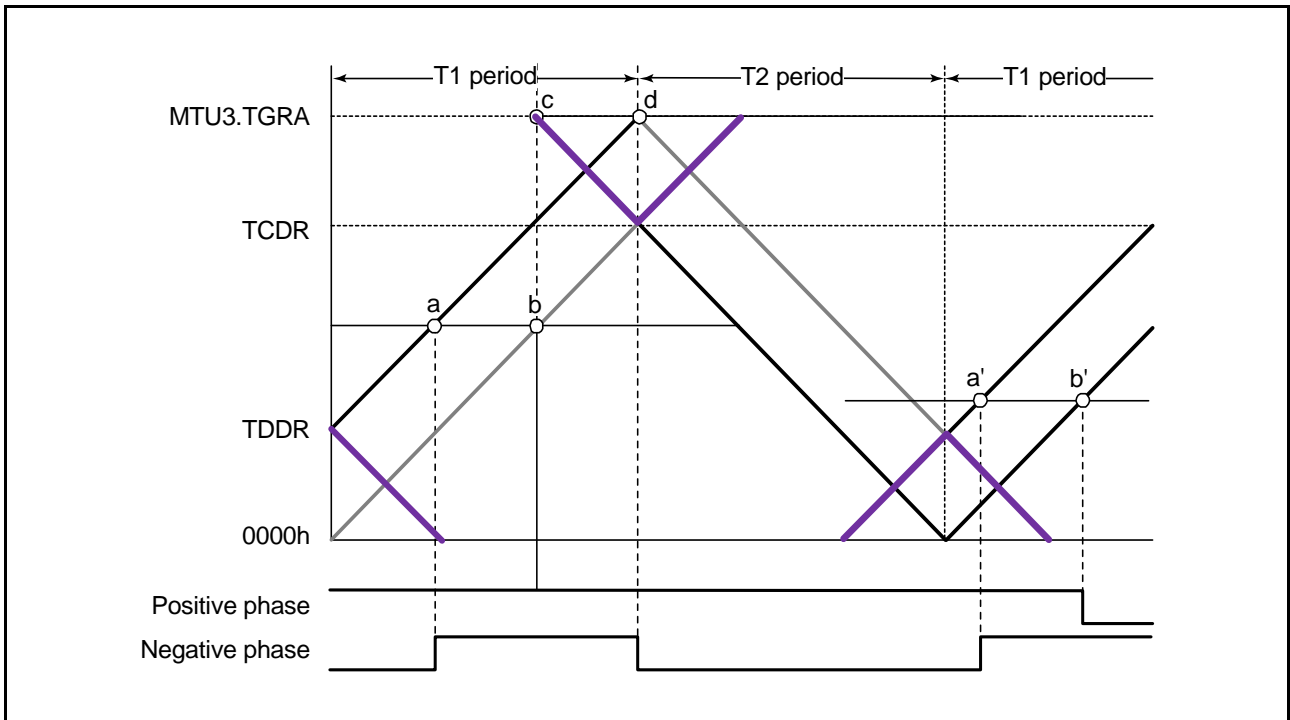 T1 period
T2 period
T1 period
MTU3.TGRA
c
d
TCDR
a
b
a'
b'
TDDR
0000h
Positive phase
Negative phase